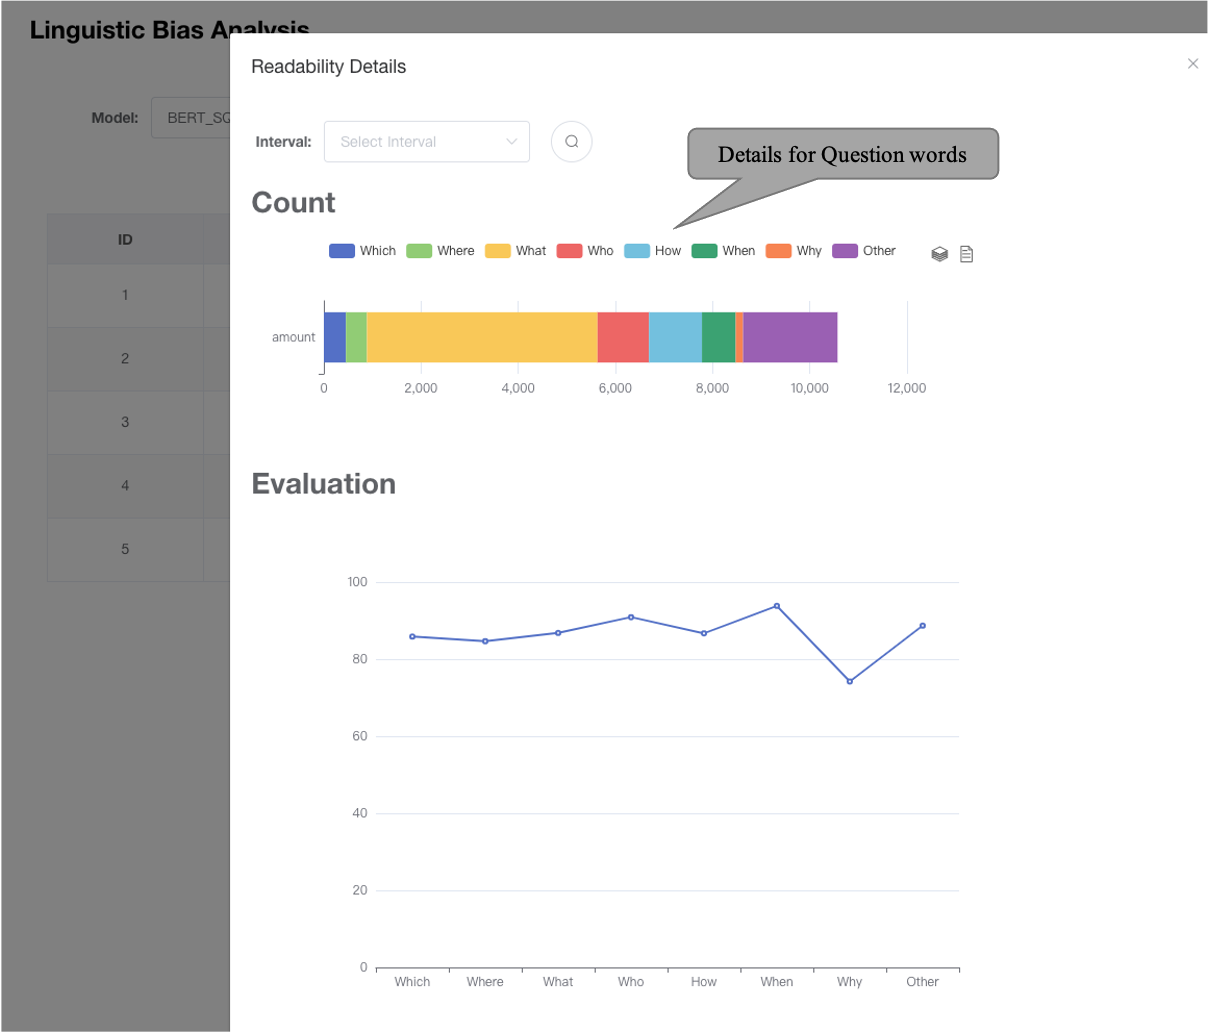 Linguistic Bias Analysis
Readability Details
Model:
BERT_SQ
Interval:
Select Interval
Details for Question words
Count
Which Where What Who How When Why Other
ID
1
2
3
4
5
amount
0 2,000 4,000 6,000 8,000 10,000 12,000
Evaluation
100
80
60
40
20
0
Which Where What Who How When Why Other